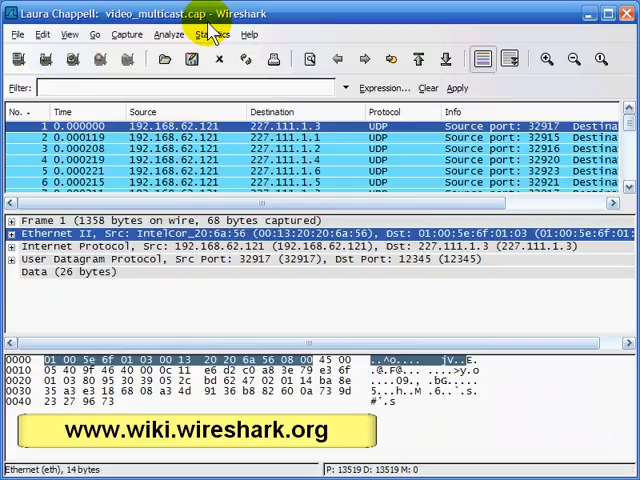 Laura Chappell: video_multicast.cap - Wireshark
File Edit View Go Capture Analyze Statistics Help
Filter: Expression... Clear Apply
No. Time Source Destination Protocol Info
1 0.000000 192.168.62.121 227.111.1.3 UDP Source port: 32917 Destina
2 0.000119 192.168.62.121 227.111.1.1 UDP Source port: 32915 Destina
3 0.000208 192.168.62.121 227.111.1.2 UDP Source port: 32916 Destina
4 0.000219 192.168.62.121 227.111.1.4 UDP Source port: 32920 Destina
5 0.000221 192.168.62.121 227.111.1.6 UDP Source port: 32923 Destina
6 0.000215 192.168.62.121 227.111.1.5 UDP Source port: 32921 Destina
Frame 1 (1358 bytes on wire, 68 bytes captured)
Ethernet II, Src: IntelCor_20:6a:56 (00:13:20:20:6a:56), Dst: 01:00:5e:6f:01:03 (01:00:5e:6f:01
Internet Protocol, Src: 192.168.62.121 (192.168.62.121), Dst: 227.111.1.3 (227.111.1.3)
User Datagram Protocol, Src Port: 32917 (32917), Dst Port: 12345 (12345)
Data (26 bytes)
0000 01 00 5e 6f 01 03 00 13 20 20 6a 56 08 00 45 00 ..^o.... jV..E.
0010 05 40 9f 46 40 00 0c 11 e6 d2 c0 a8 3e 79 e3 6f .@.F@... ....>y.o
0020 01 03 80 95 30 39 05 2c bd 62 47 02 01 14 ba 8e ....09., .bG.....
0030 35 a3 e3 18 68 08 a3 4d 91 36 b8 82 60 0a 73 9d 5...h..M .6..`.s.
0040 23 27 96 73 #'.s
www.wiki.wireshark.org
Ethernet (eth), 14 bytes P: 13519 D: 13519 M: 0